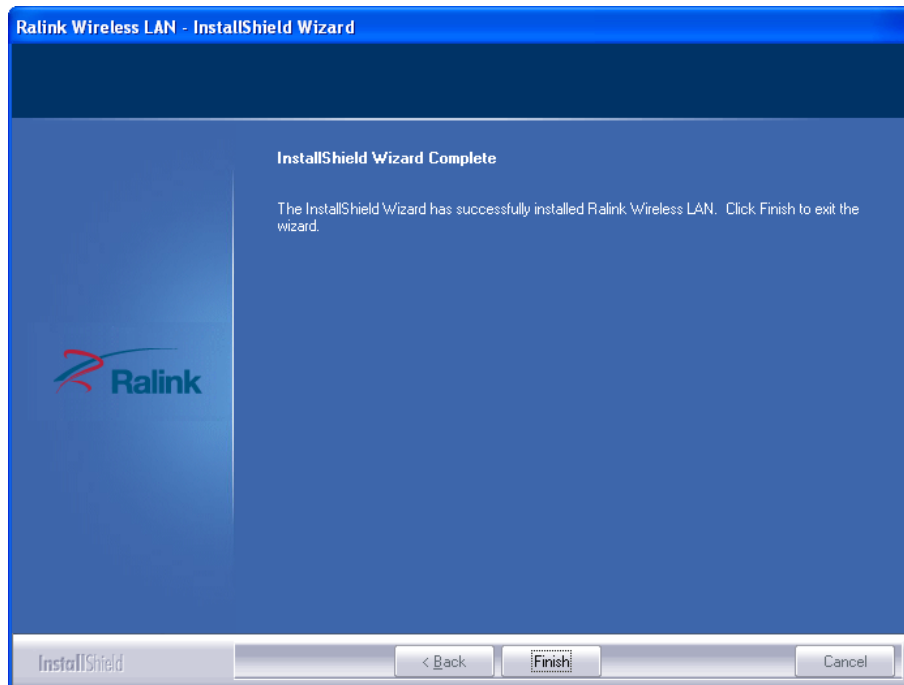 Ralink Wireless LAN - InstallShield Wizard
InstallShield Wizard Complete
The InstallShield Wizard has successfully installed Ralink Wireless LAN. Click Finish to exit the
wizard.
Ralink
InstallShield
< Back
Finish
Cancel